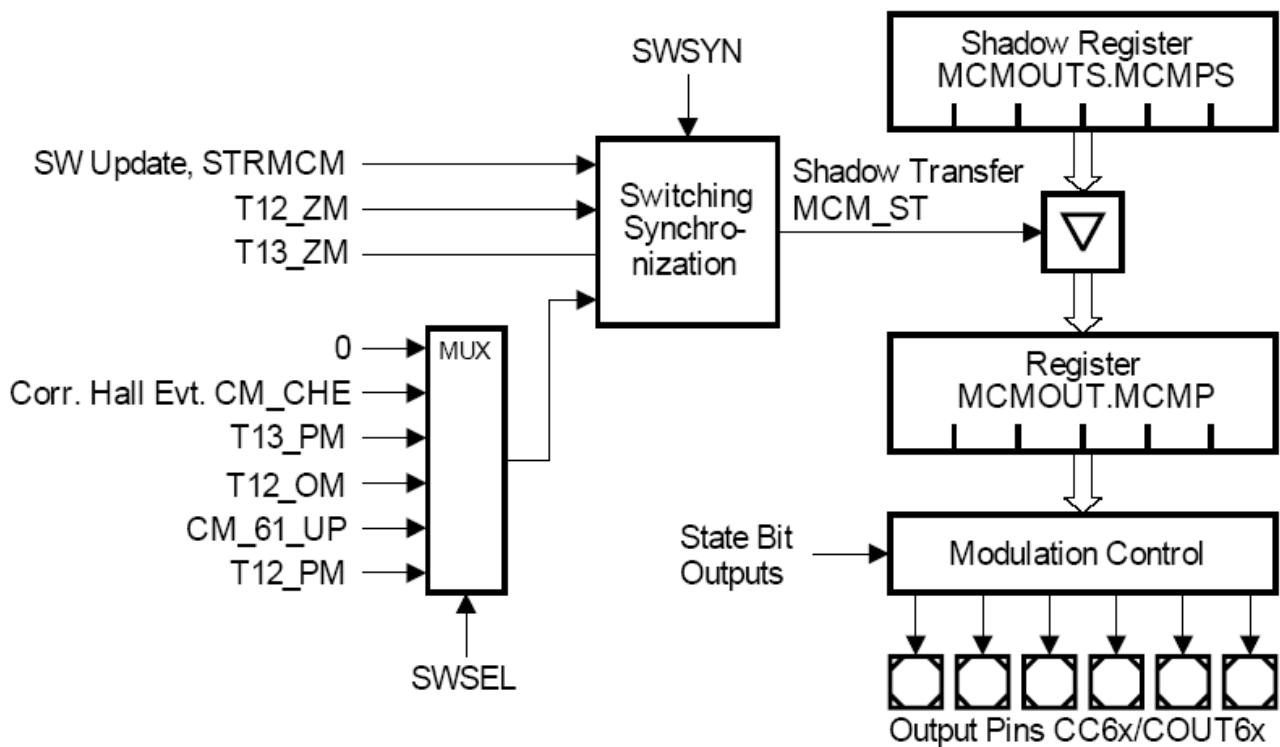 SWSYN
SW Update, STRMCM
T12_ZM
T13_ZM
Switching
Synchro-
nization
Shadow Transfer
MCM_ST
Shadow Register
MCMOUTS.MCMPS
0
Corr. Hall Evt. CM_CHE
T13_PM
T12_OM
CM_61_UP
T12_PM
MUX
SWSEL
Register
MCMOUT.MCMP
State Bit
Outputs
Modulation Control
Output Pins CC6x/COUT6x